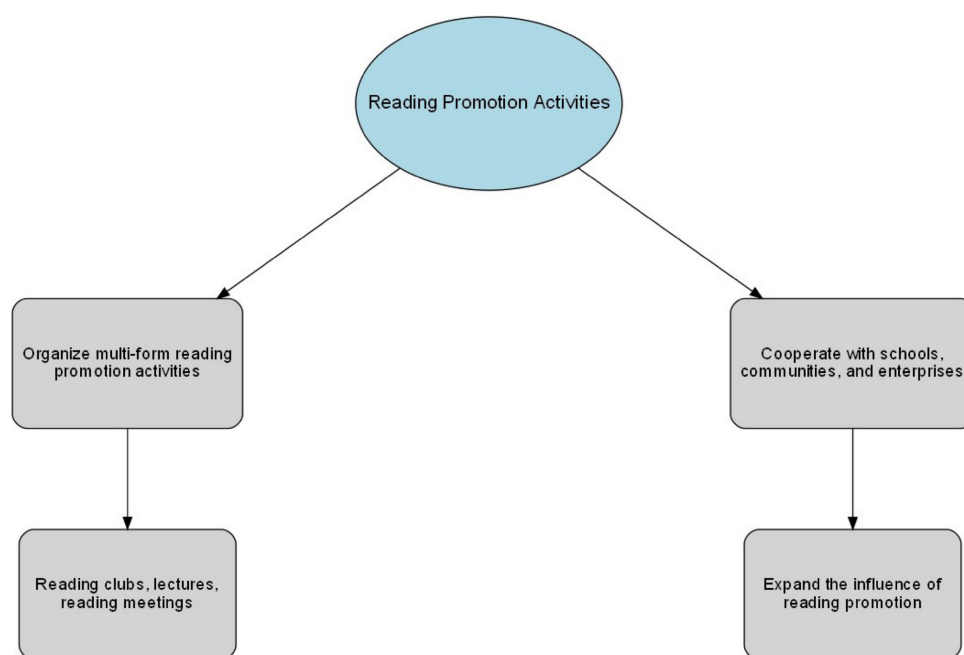 Reading Promotion Activities
Organize multi-form reading
promotion activities
Cooperate with schools,
communities, and enterprises
Reading clubs, lectures,
reading meetings
Expand the influence of
reading promotion